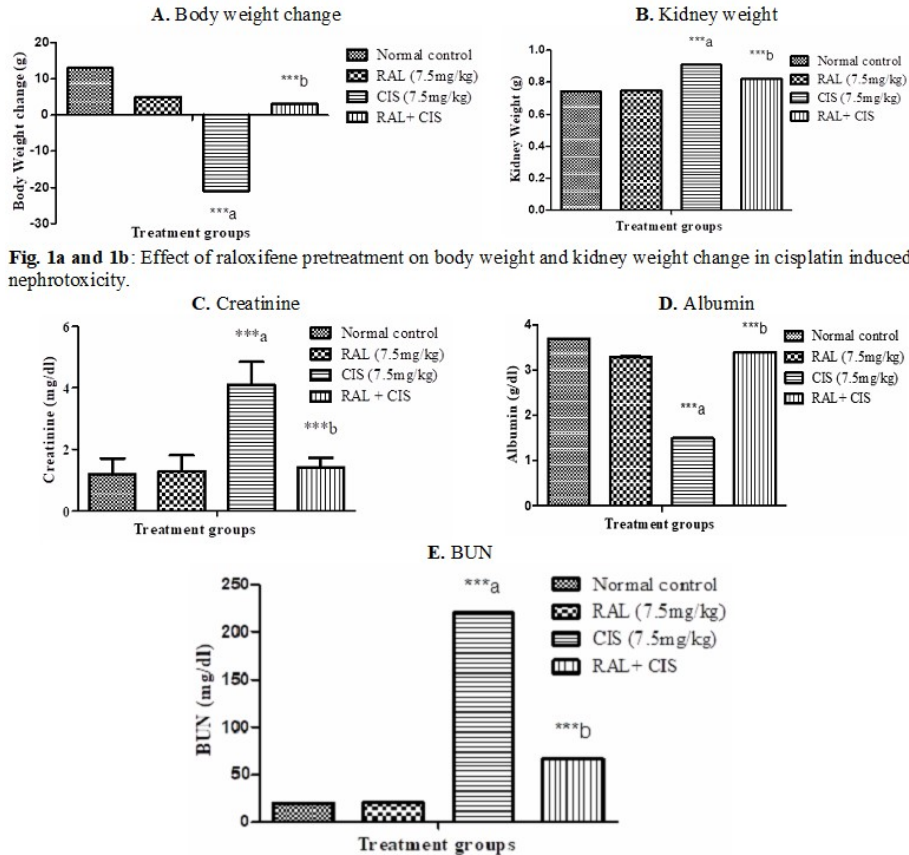 A. Body weight change
Body Weight change (g)
30
20
10
0
-10
-20
-30
***a
***b
Treatment groups
Normal control
RAL (7.5mg/kg)
CIS (7.5mg/kg)
RAL+ CIS
B. Kidney weight
Kidney Weight (g)
1.0
0.8
0.6
0.4
0.2
0.0
***a
***b
Treatment groups
Normal control
RAL (7.5mg/kg)
CIS (7.5mg/kg)
RAL + CIS
Fig. 1a and 1b: Effect of raloxifene pretreatment on body weight and kidney weight change in cisplatin induced
nephrotoxicity.
C. Creatinine
Creatinine (mg/dl)
6
4
2
0
***a
***b
Treatment groups
Normal control
RAL (7.5mg/kg)
CIS (7.5mg/kg)
RAL + CIS
D. Albumin
Albumin (g/dl)
4
3
2
1
0
***a
***b
Treatment groups
Normal control
RAL (7.5mg/kg)
CIS (7.5mg/kg)
RAL+ CIS
E. BUN
BUN (mg/dl)
250
200
150
100
50
0
***a
***b
Treatment groups
Normal control
RAL (7.5mg/kg)
CIS (7.5mg/kg)
RAL+ CIS